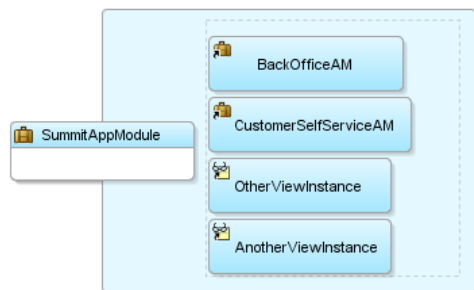 BackOfficeAM
SummitAppModule
CustomerSelfServiceAM
OtherViewInstance
AnotherViewInstance